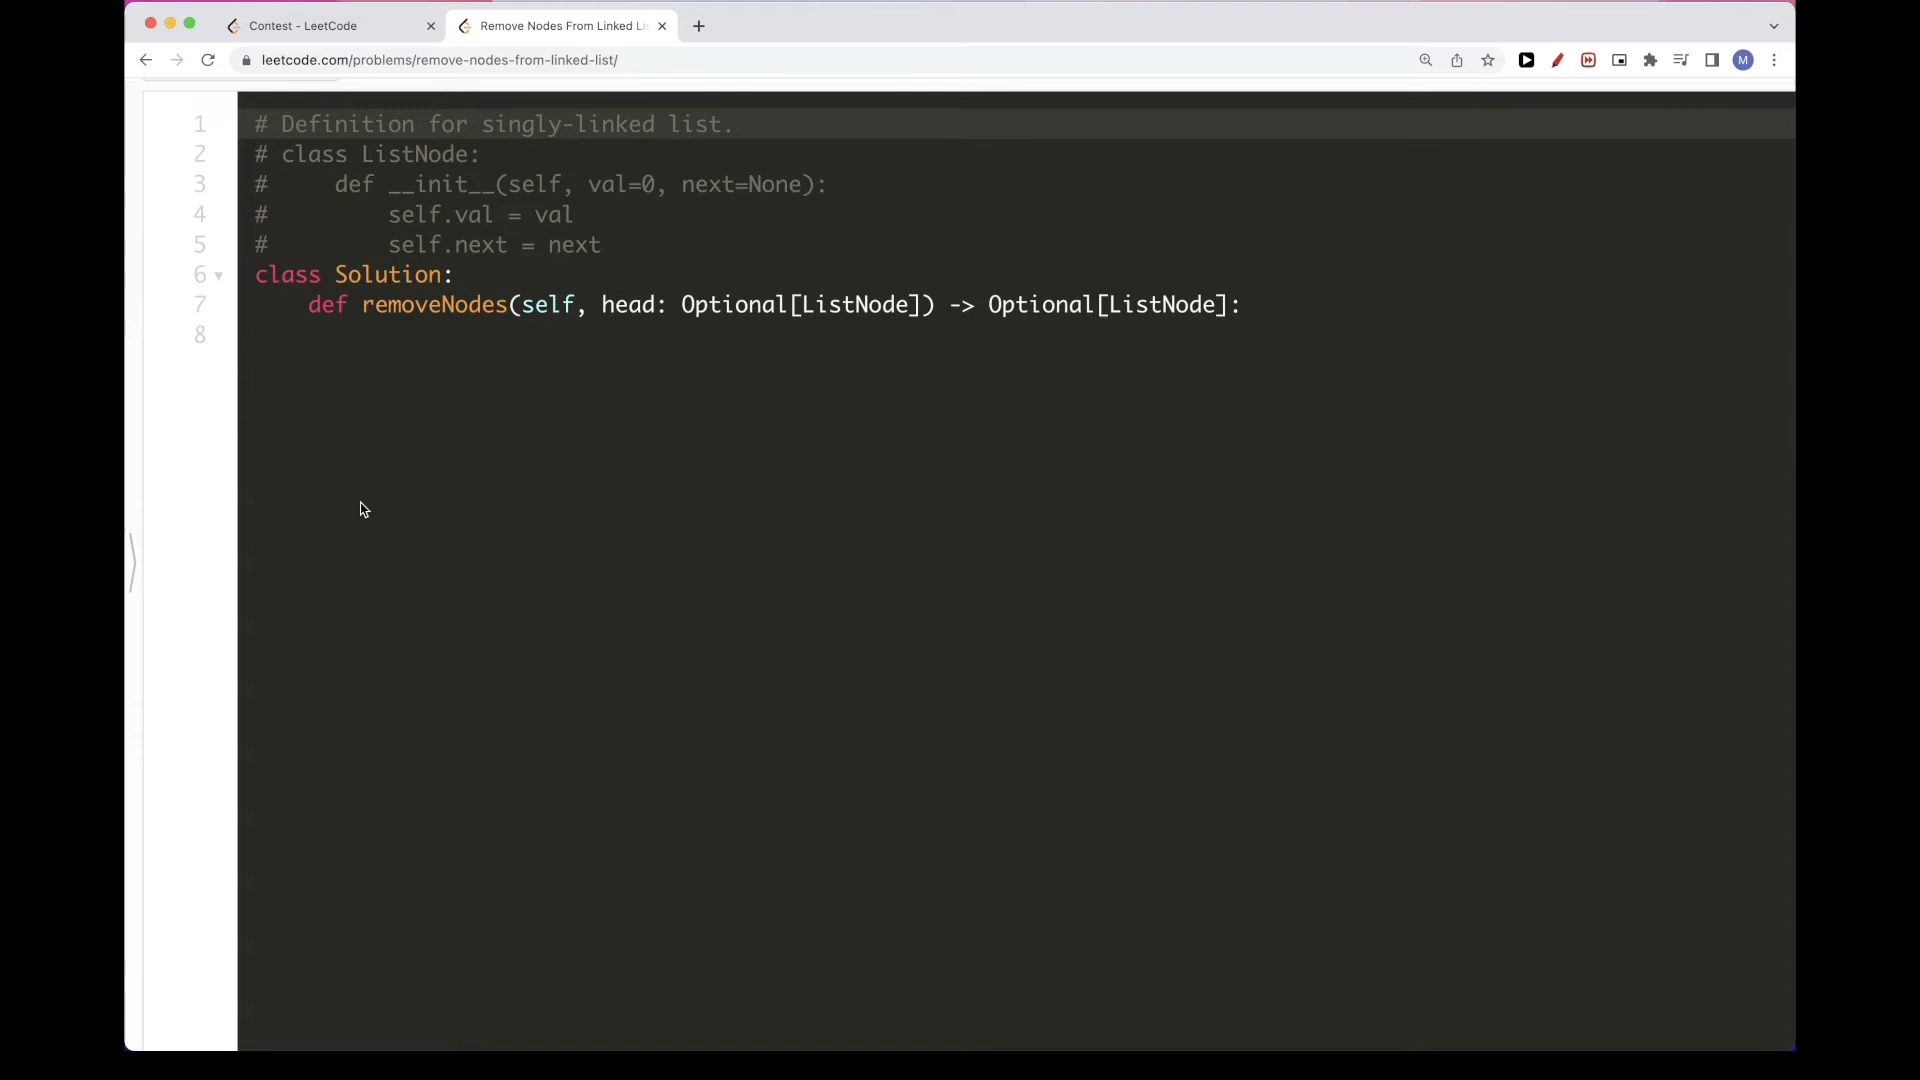 Contest - LeetCode
Remove Nodes From Linked Li
leetcode.com/problems/remove-nodes-from-linked-list/
M
1 # Definition for singly-linked list.
2 # class ListNode:
3 #     def __init__(self, val=0, next=None):
4 #         self.val = val
5 #         self.next = next
6 class Solution:
7     def removeNodes(self, head: Optional[ListNode]) -> Optional[ListNode]:
8